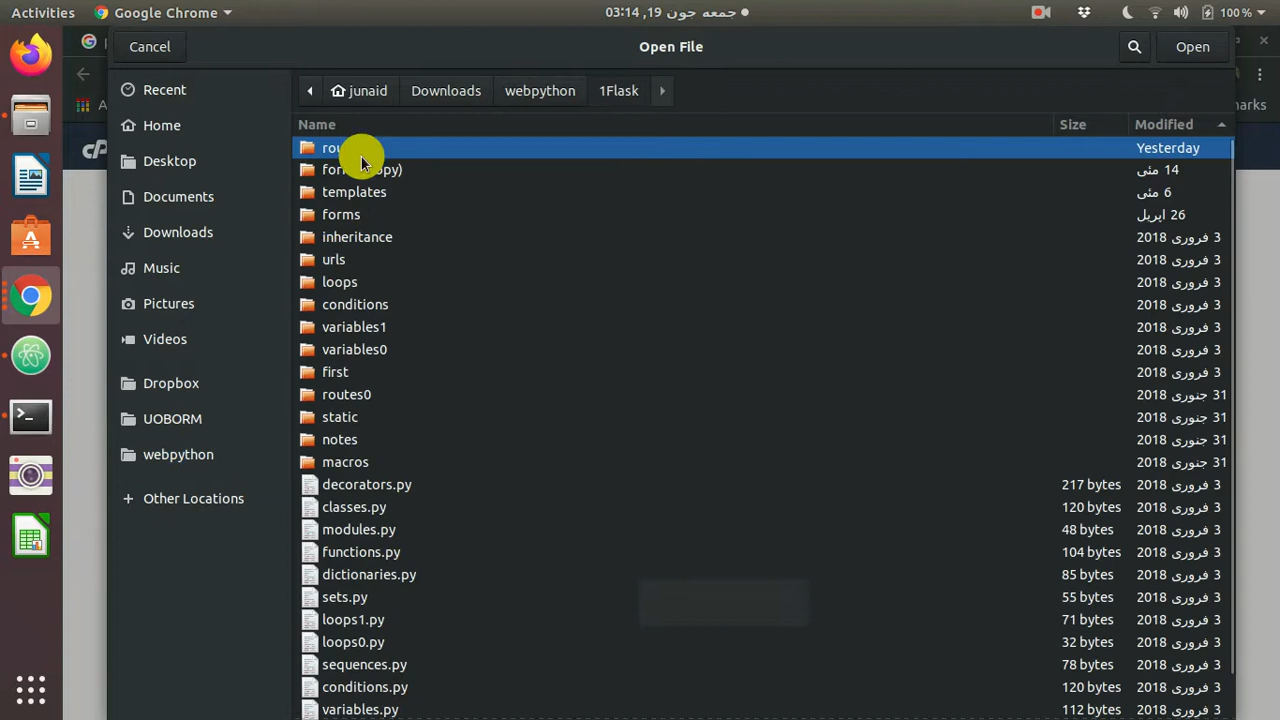 Activities Google Chrome 03:14 ,19 جمعه جون 100 %
Cancel Open File Open
junaid Downloads webpython 1Flask
Name Size Modified
Recent
Home
Desktop
Documents
Downloads
Music
Pictures
Videos
Dropbox
UOBORM
webpython
Other Locations
Yesterday
14 مئی
templates 6 مئی
forms 26 اپریل
inheritance 3 فروری 2018
urls 3 فروری 2018
loops 3 فروری 2018
conditions 3 فروری 2018
variables1 3 فروری 2018
variables0 3 فروری 2018
first 3 فروری 2018
routes0 31 جنوری 2018
static 31 جنوری 2018
notes 31 جنوری 2018
macros 31 جنوری 2018
decorators.py 217 bytes 3 فروری 2018
classes.py 120 bytes 3 فروری 2018
modules.py 48 bytes 3 فروری 2018
functions.py 104 bytes 3 فروری 2018
dictionaries.py 85 bytes 3 فروری 2018
sets.py 55 bytes 3 فروری 2018
loops1.py 71 bytes 3 فروری 2018
loops0.py 32 bytes 3 فروری 2018
sequences.py 78 bytes 3 فروری 2018
conditions.py 120 bytes 3 فروری 2018
variables.py 112 bytes 3 فروری 2018